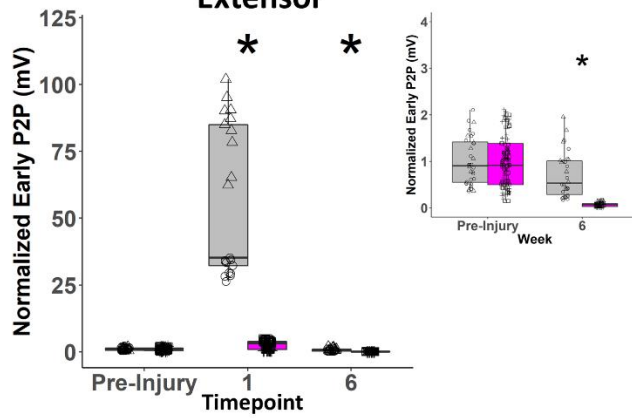 Extensor
Normalized Early P2P (mV)
125
100
75
50
25
0
*
*
Pre-Injury 1 6
Timepoint
Normalized Early P2P (mV)
4
3
2
1
0
*
Pre-Injury 6
Week